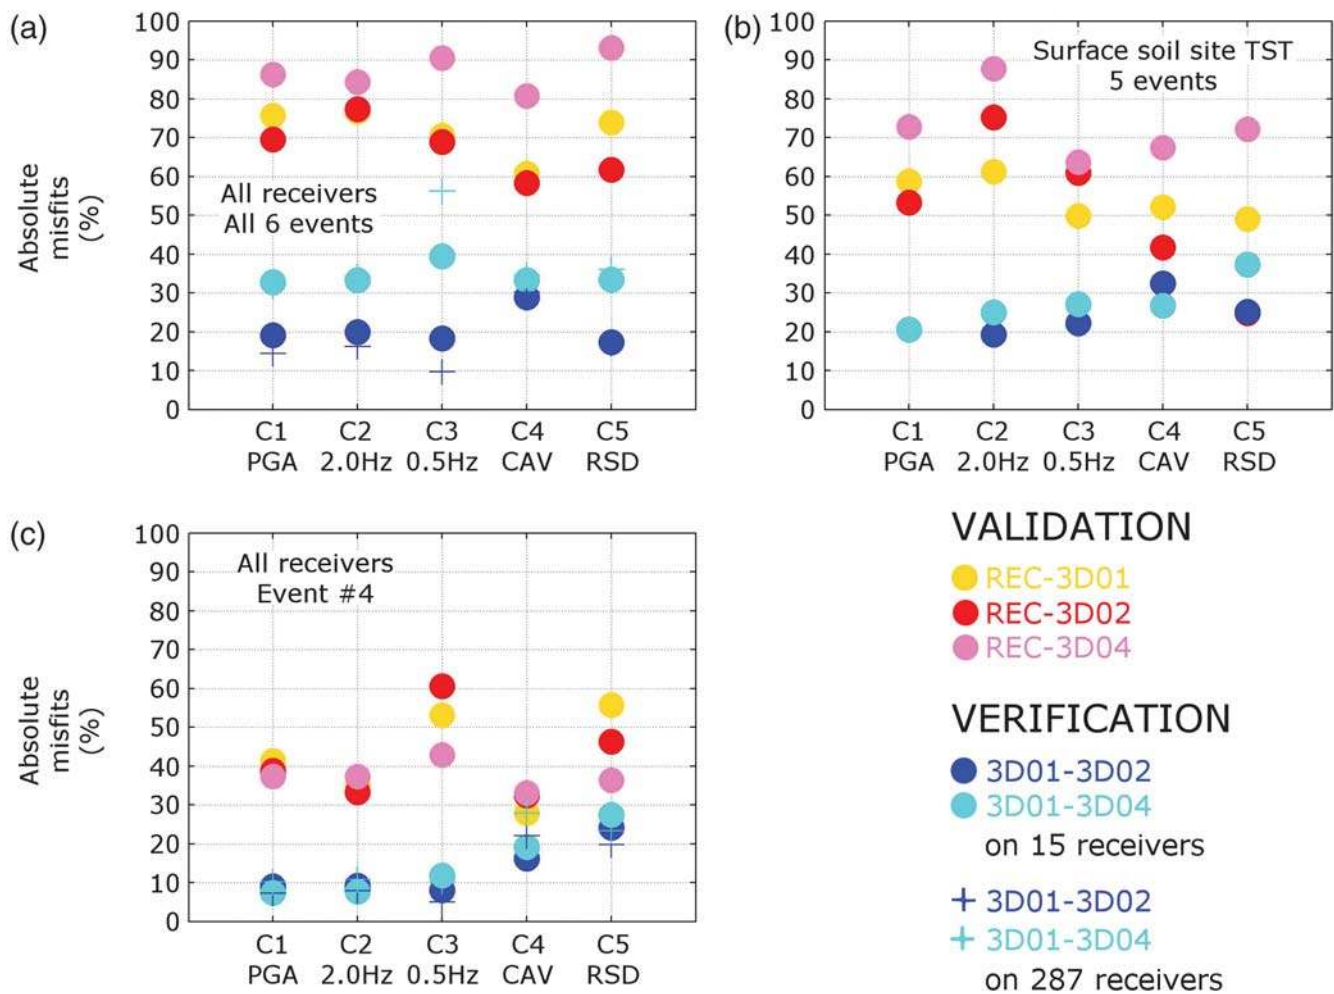 (a)
100
90
80
70
60
50
40
30
20
10
0
Absolute
misfits
(%)
All receivers
All 6 events
C1 C2 C3 C4 C5
PGA 2.0Hz 0.5Hz CAV RSD
(b)
100
90
80
70
60
50
40
30
20
10
0
Surface soil site TST
5 events
C1 C2 C3 C4 C5
PGA 2.0Hz 0.5Hz CAV RSD
(c)
100
90
80
70
60
50
40
30
20
10
0
Absolute
misfits
(%)
All receivers
Event #4
C1 C2 C3 C4 C5
PGA 2.0Hz 0.5Hz CAV RSD
VALIDATION
REC-3D01
REC-3D02
REC-3D04
VERIFICATION
3D01-3D02
3D01-3D04
on 15 receivers
3D01-3D02
3D01-3D04
on 287 receivers